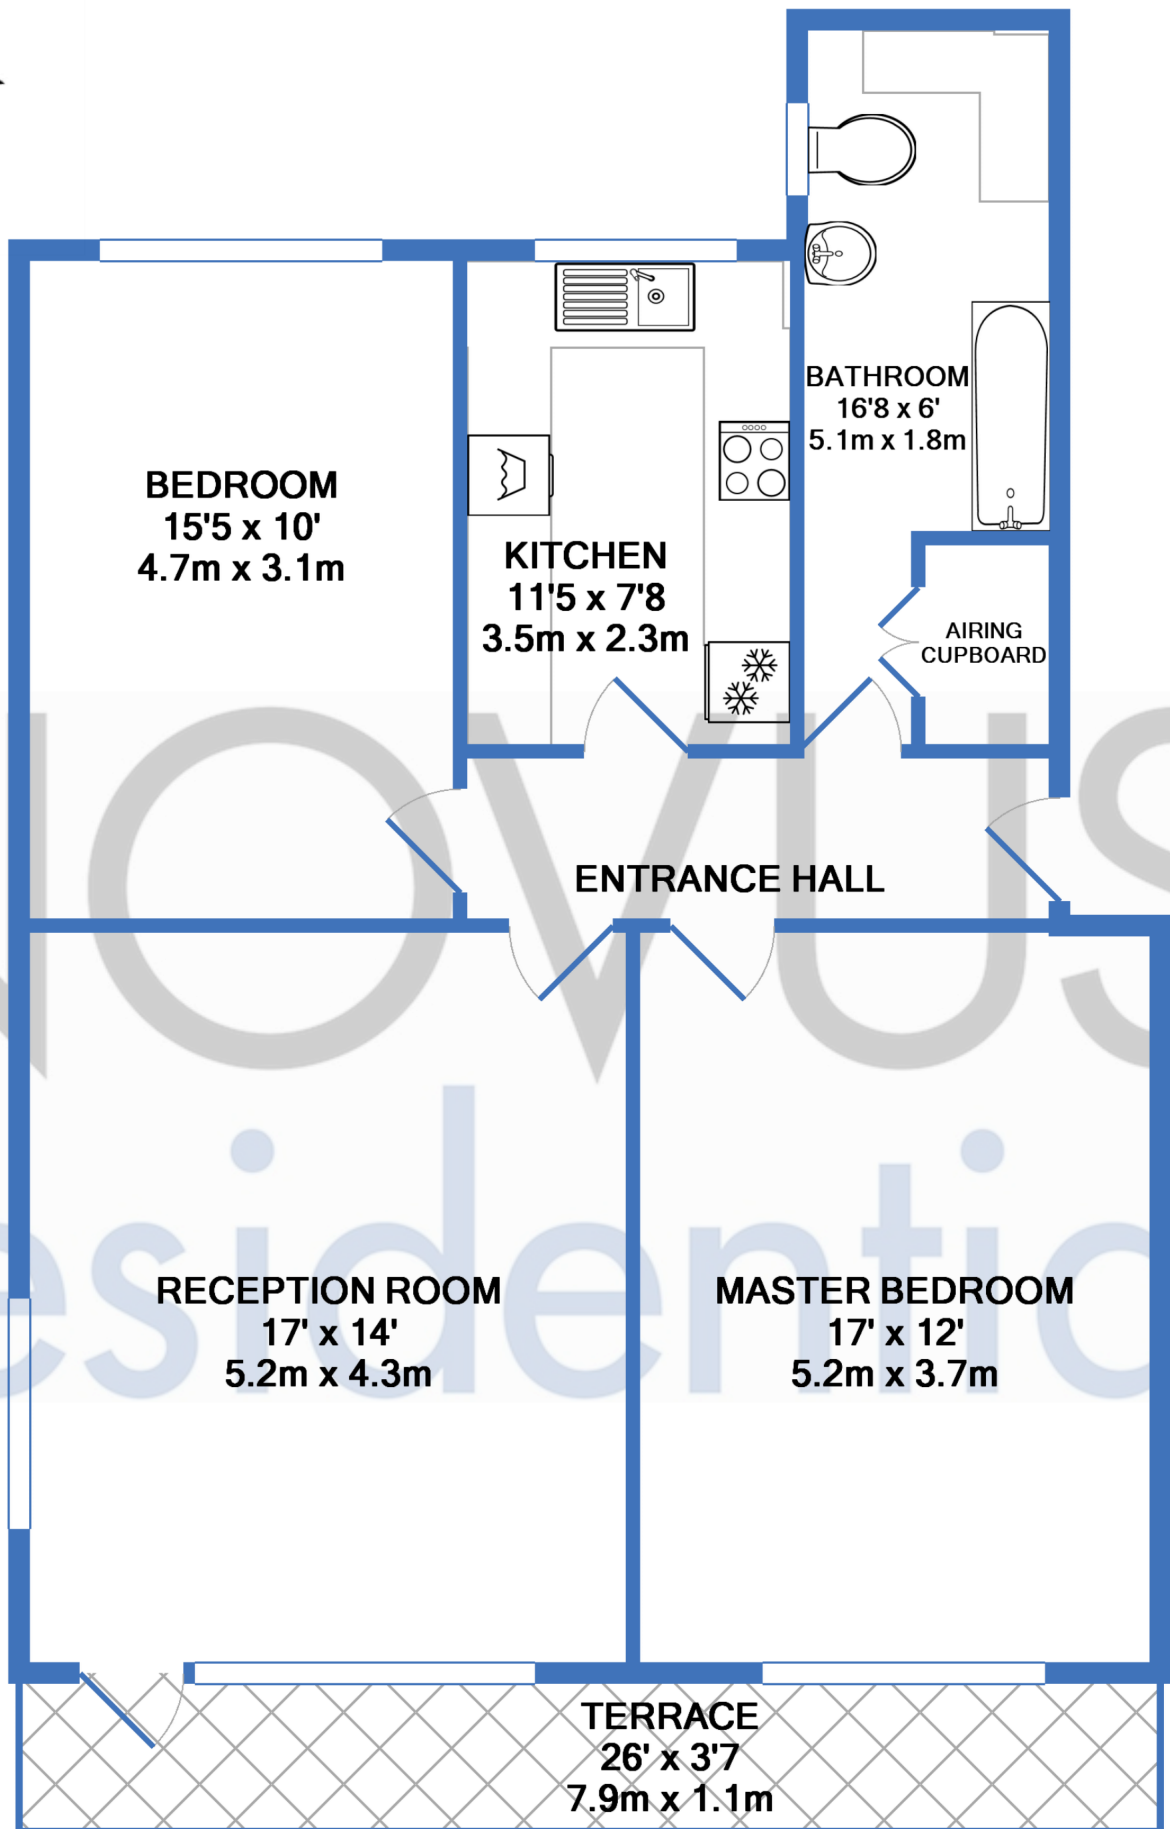 BATHROOM
16'8 x 6'
5.1m x 1.8m
BEDROOM
15'5 x 10'
4.7m x 3.1m
KITCHEN
11'5 x 7'8
3.5m x 2.3m
AIRING
CUPBOARD
ENTRANCE HALL
NOVUS
esidentia
RECEPTION ROOM
17' x 14'
5.2m x 4.3m
MASTER BEDROOM
17' x 12'
5.2m x 3.7m
TERRACE
26' x 3'7
7.9m x 1.1m